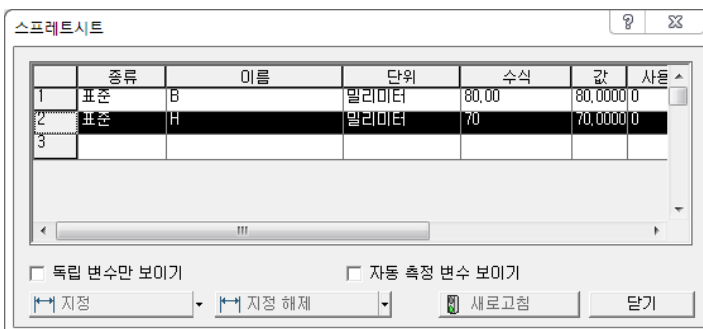 스프레트시트
종류 이름 단위 수식 값 사용
1 표준 B 밀리미터 80,00 80,0000 0
2 표준 H 밀리미터 70 70,0000 0
3
독립 변수만 보이기 자동 측정 변수 보이기
지정 지정 해제 새로고침 닫기